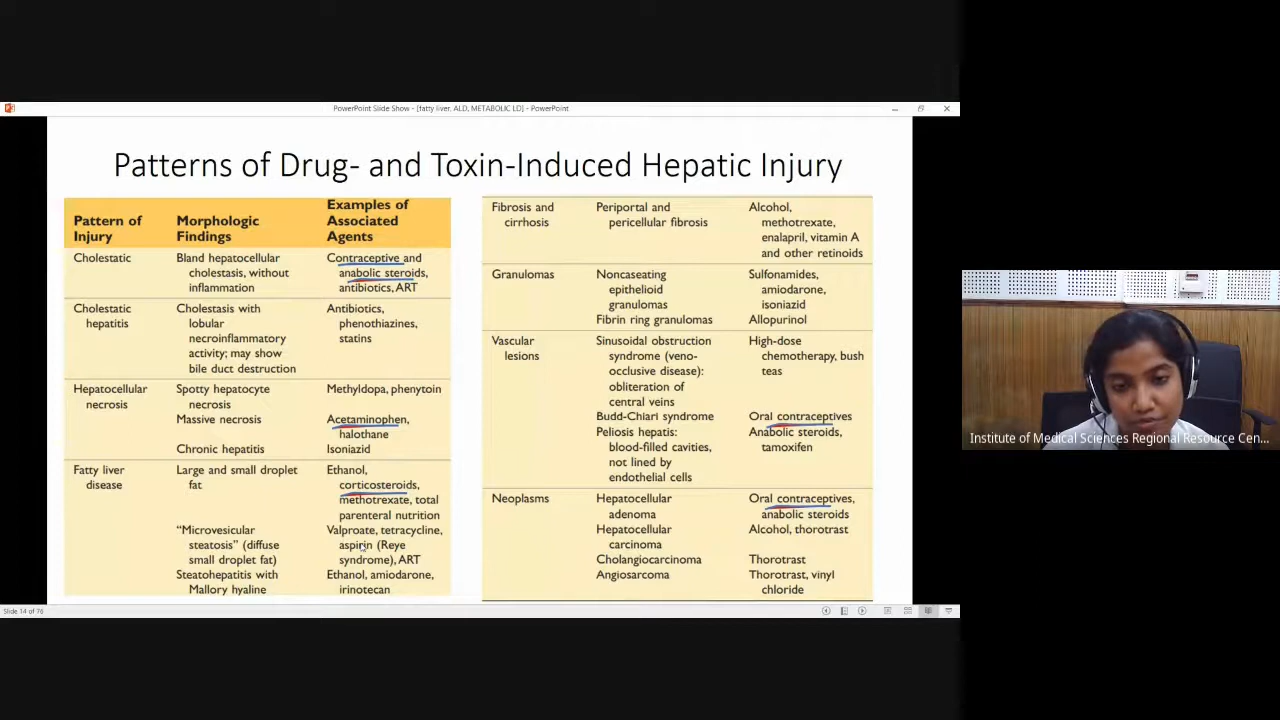 PowerPoint Slide Show - [fatty liver, ALD, METABOLIC LD] - PowerPoint
Patterns of Drug- and Toxin-Induced Hepatic Injury
Pattern of
Injury
Morphologic
Findings
Examples of
Associated
Agents
Cholestatic
Bland hepatocellular
cholestasis, without
inflammation
Contraceptive and
anabolic steroids,
antibiotics, ART
Cholestatic
hepatitis
Cholestasis with
lobular
necroinflammatory
activity; may show
bile duct destruction
Antibiotics,
phenothiazines,
statins
Hepatocellular
necrosis
Spotty hepatocyte
necrosis
Methyldopa, phenytoin
Massive necrosis
Acetaminophen,
halothane
Chronic hepatitis
Isoniazid
Fatty liver
disease
Large and small droplet
fat
Ethanol,
corticosteroids,
methotrexate, total
parenteral nutrition
"Microvesicular
steatosis" (diffuse
small droplet fat)
Valproate, tetracycline,
aspirin (Reye
syndrome), ART
Steatohepatitis with
Mallory hyaline
Ethanol, amiodarone,
irinotecan
Fibrosis and
cirrhosis
Periportal and
pericellular fibrosis
Alcohol,
methotrexate,
enalapril, vitamin A
and other retinoids
Granulomas
Noncaseating
epithelioid
granulomas
Sulfonamides,
amiodarone,
isoniazid
Fibrin ring granulomas
Allopurinol
Vascular
lesions
Sinusoidal obstruction
syndrome (veno-
occlusive disease):
obliteration of
central veins
High-dose
chemotherapy, bush
teas
Budd-Chiari syndrome
Oral contraceptives
Peliosis hepatis:
blood-filled cavities,
not lined by
endothelial cells
Anabolic steroids,
tamoxifen
Neoplasms
Hepatocellular
adenoma
Oral contraceptives,
anabolic steroids
Hepatocellular
carcinoma
Alcohol, thorotrast
Cholangiocarcinoma
Thorotrast
Angiosarcoma
Thorotrast, vinyl
chloride
Slide 14 of 76
Institute of Medical Sciences Regional Resource Cen...